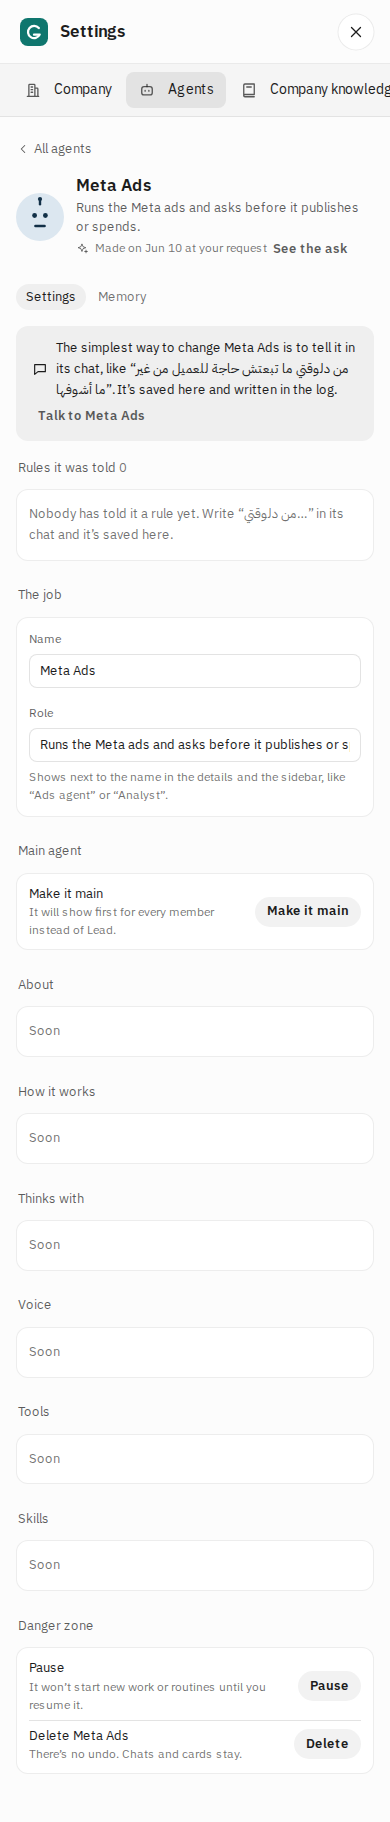 Settings
Company
Agents
Company knowledg
All agents
Meta Ads
Runs the Meta ads and asks before it publishes
or spends.
Made on Jun 10 at your request See the ask
Settings
Memory
The simplest way to change Meta Ads is to tell it in
its chat, like “من دلوقتي ما تبعتش حاجة للعميل من غير
ما أشوفها”. It’s saved here and written in the log.
Talk to Meta Ads
Rules it was told 0
Nobody has told it a rule yet. Write “من دلوقتي…” in its
chat and it’s saved here.
The job
Name
Meta Ads
Role
Runs the Meta ads and asks before it publishes or s
Shows next to the name in the details and the sidebar, like
“Ads agent” or “Analyst”.
Main agent
Make it main
It will show first for every member
instead of Lead.
Make it main
About
Soon
How it works
Soon
Thinks with
Soon
Voice
Soon
Tools
Soon
Skills
Soon
Danger zone
Pause
It won’t start new work or routines until you
resume it.
Pause
Delete Meta Ads
There’s no undo. Chats and cards stay.
Delete